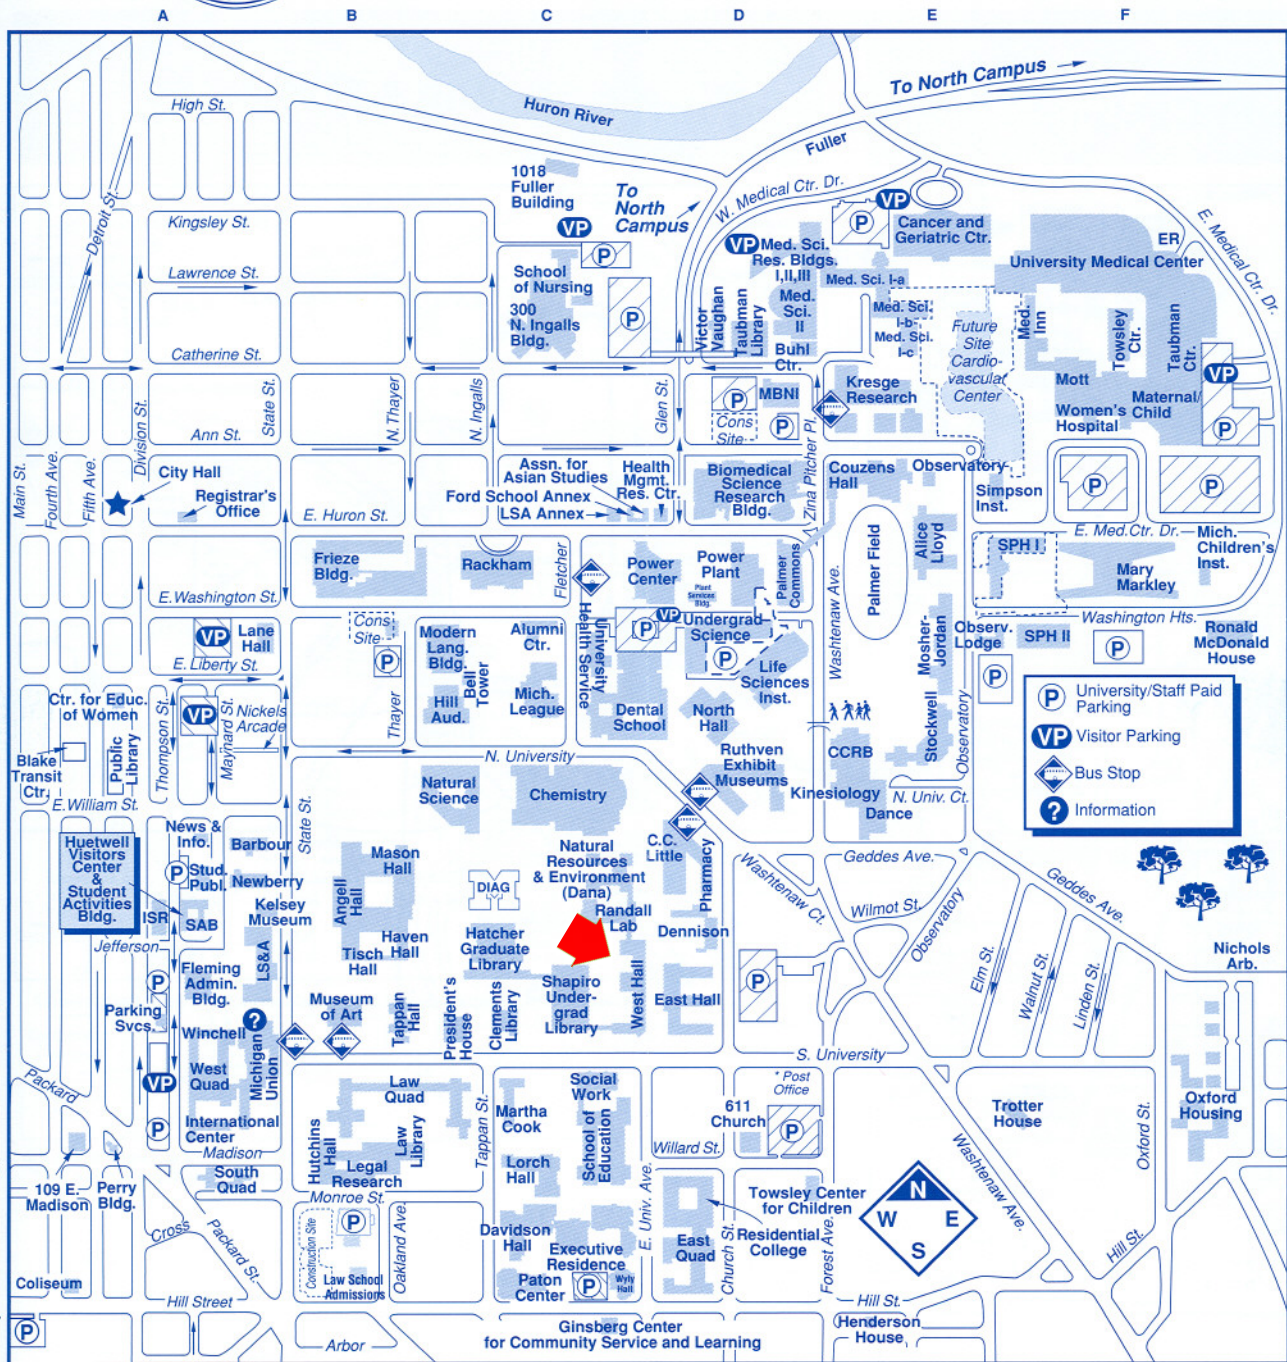 A B C D E F
To North Campus
High St.
Huron River
Fuller
1018
Fuller
Building
To
North
Campus
W. Medical Ctr. Dr.
VP
P
Cancer and
Geriatric Ctr.
E. Medical Ctr. Dr.
Detroit St.
Kingsley St.
VP
P
VP
Med. Sci.
Res. Bldgs.
I,II,III
ER
University Medical Center
Lawrence St.
School
of Nursing
300
N. Ingalls
Bldg.
P
Victor
Vaughan
Taubman
Library
Med. Sci. I-a
Med.
Sci.
II
Med. Sci.
I-b
Med. Sci.
I-c
Future
Site
Cardio-
vascular
Center
Med.
Inn
Towsley
Ctr.
Taubman
Ctr.
Catherine St.
Buhl
Ctr.
Kresge
Research
Mott
VP
Women's
Hospital
Maternal/
Child
P
Division St.
State St.
N. Thayer
N. Ingalls
Glen St.
P
MBNI
Cons
Site
P
Zina Pitcher Pl.
Ann St.
Main St.
Fourth Ave.
Fifth Ave.
City Hall
Registrar's
Office
Assn. for
Asian Studies
Ford School Annex
LSA Annex
Health
Mgmt.
Res. Ctr.
Biomedical
Science
Research
Bldg.
Couzens
Hall
Observatory
Simpson
Inst.
P
P
E. Huron St.
E. Med.Ctr. Dr.
Mich.
Children's
Inst.
Frieze
Bldg.
Rackham
Fletcher
Power
Center
Power
Plant
Plant
Services
Bldg.
Palmer
Commons
Washtenaw Ave.
Palmer Field
Alice
Lloyd
SPH I
Mary
Markley
E.Washington St.
Washington Hts.
VP
Lane
Hall
Cons
Site
P
Modern
Lang.
Bldg.
Bell
Tower
Alumni
Ctr.
University
Health Service
P
VP
Undergrad
Science
P
Life
Sciences
Inst.
Mosher-
Jordan
Observ.
Lodge
SPH II
P
P
Ronald
McDonald
House
E. Liberty St.
Ctr. for Educ.
of Women
Thompson St.
VP
Maynard St.
Nickels
Arcade
Thayer
Hill
Aud.
Mich.
League
Dental
School
North
Hall
Stockwell
Observatory
P University/Staff Paid
Parking
VP Visitor Parking
Bus Stop
? Information
Blake
Transit
Ctr.
Public
Library
N. University
Ruthven
Exhibit
Museums
CCRB
Kinesiology
Dance
N. Univ. Ct.
E.William St.
State St.
Natural
Science
Chemistry
Huetwell
Visitors
Center
&
Student
Activities
Bldg.
News &
Info.
P
Stud.
Publ.
Barbour
Newberry
Kelsey
Museum
ISR
SAB
Mason
Hall
Angell
Hall
Haven
Hall
Tisch
Hall
M
DIAG
Natural
Resources
& Environment
(Dana)
Randall
Lab
C.C.
Little
Pharmacy
Dennison
Washtenaw Ct.
Geddes Ave.
Wilmot St.
Observatory
Geddes Ave.
Elm St.
Walnut St.
Linden St.
Nichols
Arb.
Jefferson
P
Fleming
Admin.
Bldg.
LS&A
Hatcher
Graduate
Library
Shapiro
Under-
grad
Library
West Hall
East Hall
P
Parking
Svcs.
Winchell
?
Museum
of Art
Tappan
Hall
President's
House
Clements
Library
S. University
Packard
VP
West
Quad
Michigan
Union
P
International
Center
Madison
Law
Quad
Hutchins
Hall
Law
Library
Legal
Research
Tappan St.
Martha
Cook
Social
Work
School of
Education
* Post
Office
611
Church
P
Willard St.
Trotter
House
Oxford St.
Oxford
Housing
109 E.
Madison
Perry
Bldg.
South
Quad
Monroe St.
Lorch
Hall
E. Univ. Ave.
Towsley Center
for Children
Residential
College
Washtenaw Ave.
N
W E
S
Cross
Packard St.
Construction Site
P
Oakland Ave.
Davidson
Hall
Executive
Residence
East
Quad
Church St.
Forest Ave.
Hill St.
Coliseum
Law School
Admissions
Paton
Center
P
Wyly
Hall
Hill Street
Hill St.
P
Arbor
Ginsberg Center
for Community Service and Learning
Henderson
House